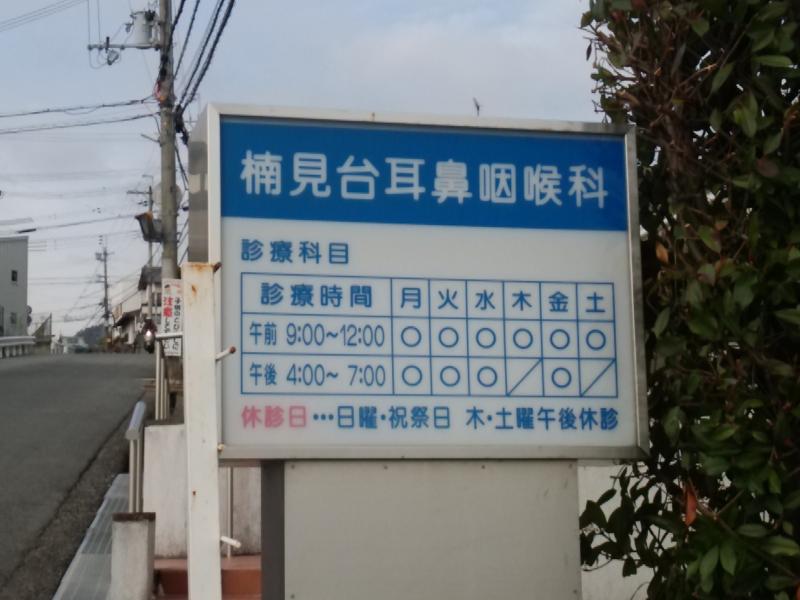 楠見台耳鼻咽喉科
診療科目
診療時間 月 火 水 木 金 土
午前 9:00～12:00 ○ ○ ○ ○ ○ ○
午後 4:00～ 7:00 ○ ○ ○ ／ ○ ／
休診日…日曜・祝祭日 木・土曜午後休診